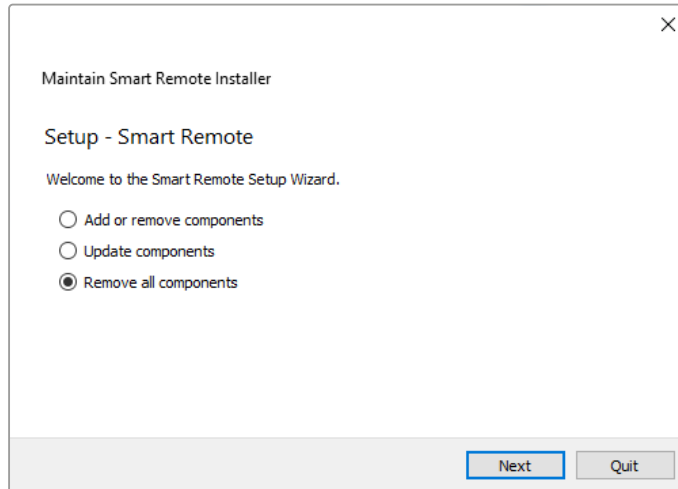 Maintain Smart Remote Installer
Setup - Smart Remote
Welcome to the Smart Remote Setup Wizard.
Add or remove components
Update components
Remove all components
Next Quit